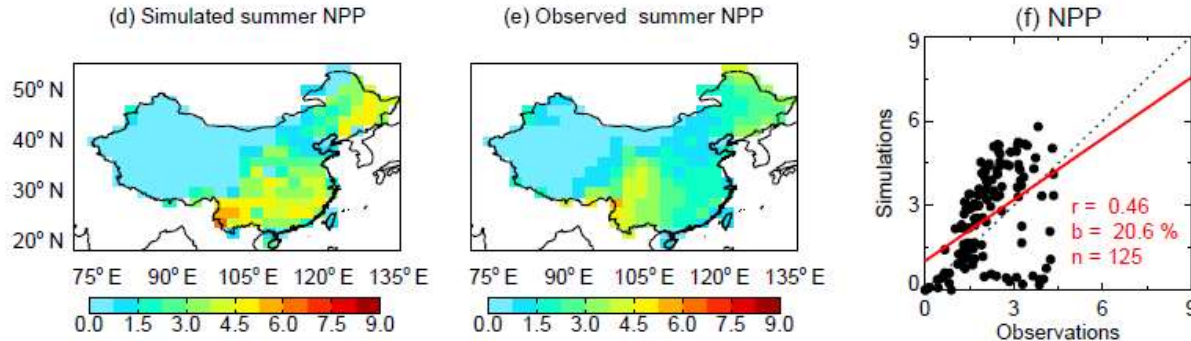 (d) Simulated summer NPP
(e) Observed  summer NPP
(f) NPP
50° N
40° N
30° N
20° N
75° E 90° E 105° E 120° E 135° E
75° E 90° E 105° E 120° E 135° E
0.0 1.5 3.0 4.5 6.0 7.5 9.0
0.0 1.5 3.0 4.5 6.0 7.5 9.0
9
6
3
0
Simulations
r = 0.46
b = 20.6 %
n = 125
0 3 6 9
Observations